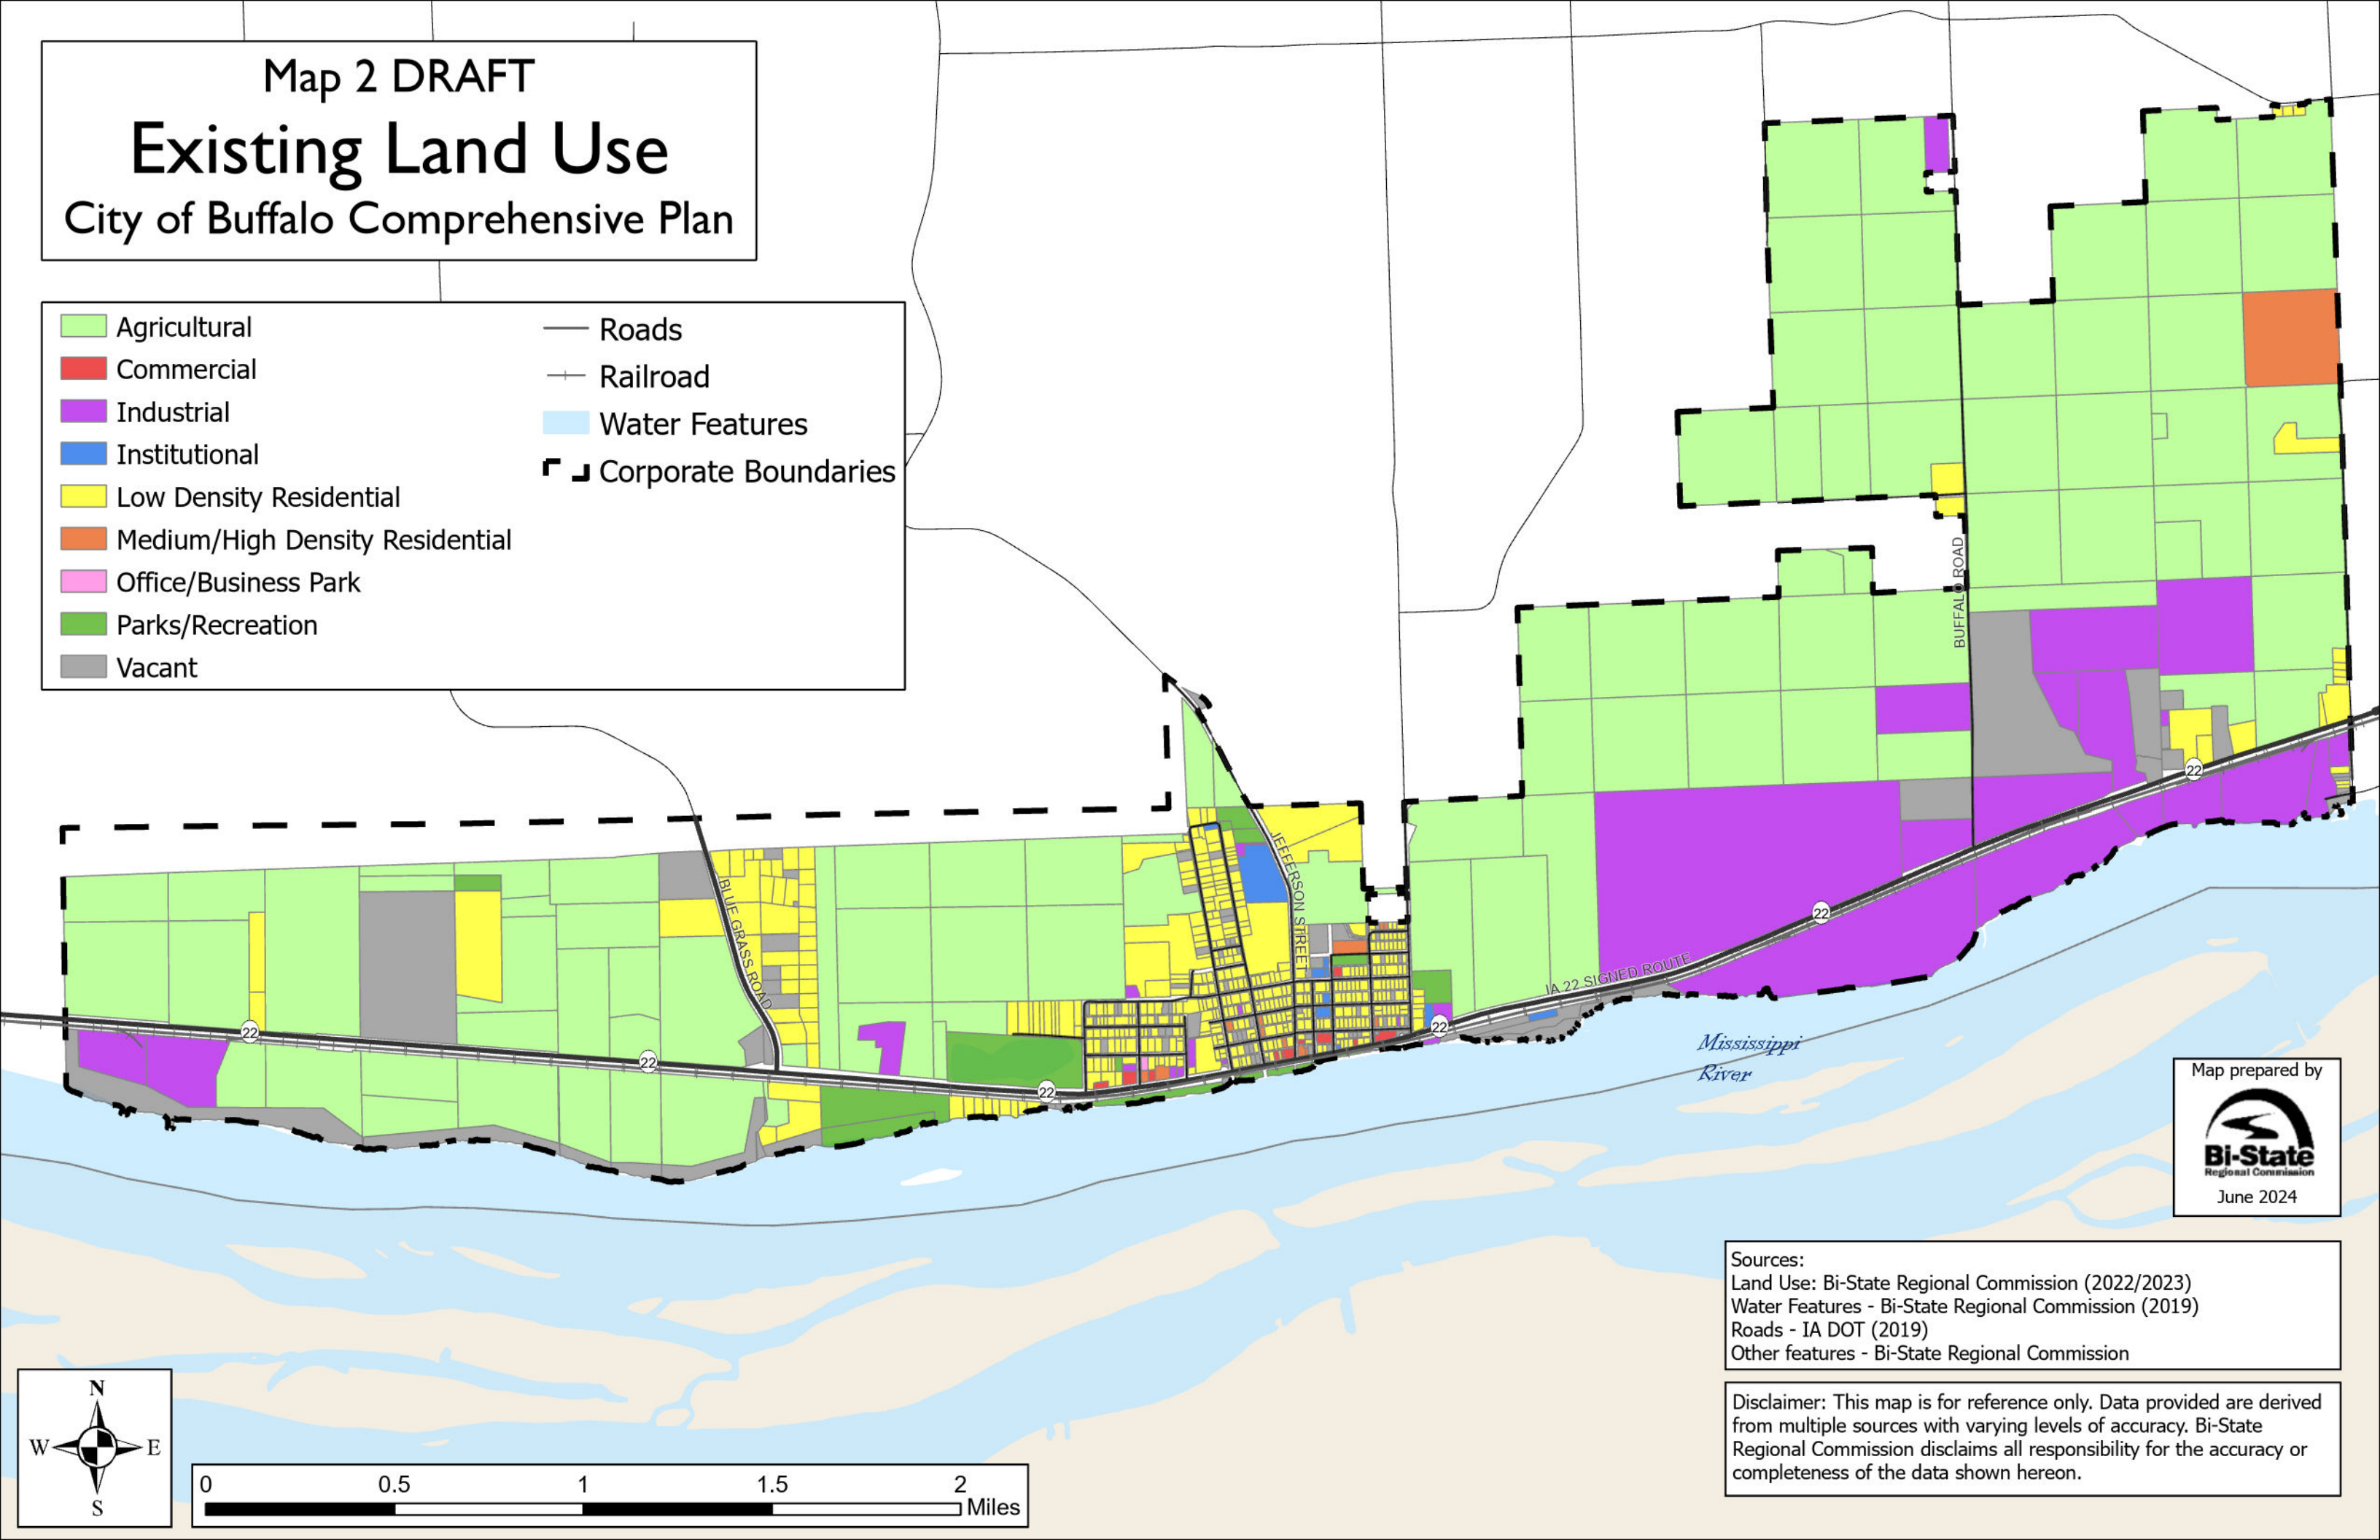 Map 2 DRAFT
Existing Land Use
City of Buffalo Comprehensive Plan
Agricultural
Commercial
Industrial
Institutional
Low Density Residential
Medium/High Density Residential
Office/Business Park
Parks/Recreation
Vacant
Roads
Railroad
Water Features
Corporate Boundaries
BUFFALO ROAD
JEFFERSON STREET
BLUE GRASS ROAD
IA 22 SIGNED ROUTE
22
22
22
22
22
22
Mississippi
River
Map prepared by
Bi-State
Regional Commission
June 2024
Sources:
Land Use: Bi-State Regional Commission (2022/2023)
Water Features - Bi-State Regional Commission (2019)
Roads - IA DOT (2019)
Other features - Bi-State Regional Commission
Disclaimer: This map is for reference only. Data provided are derived
from multiple sources with varying levels of accuracy. Bi-State
Regional Commission disclaims all responsibility for the accuracy or
completeness of the data shown hereon.
N
W E
S
0 0.5 1 1.5 2
Miles